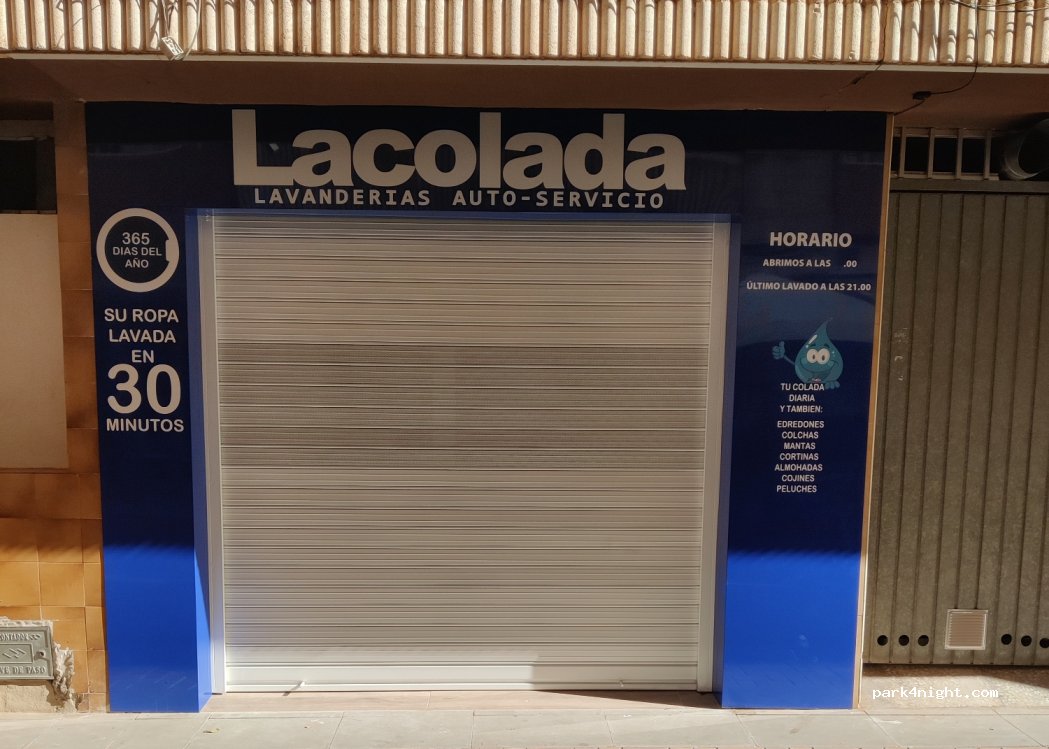 Lacolada
LAVANDERIAS AUTO-SERVICIO
365
DIAS DEL
AÑO
SU ROPA
LAVADA
EN
30
MINUTOS
HORARIO
ABRIMOS A LAS .00
ÚLTIMO LAVADO A LAS 21.00
TU COLADA
DIARIA
Y TAMBIEN:
EDREDONES
COLCHAS
MANTAS
CORTINAS
ALMOHADAS
COJINES
PELUCHES
park4night.com